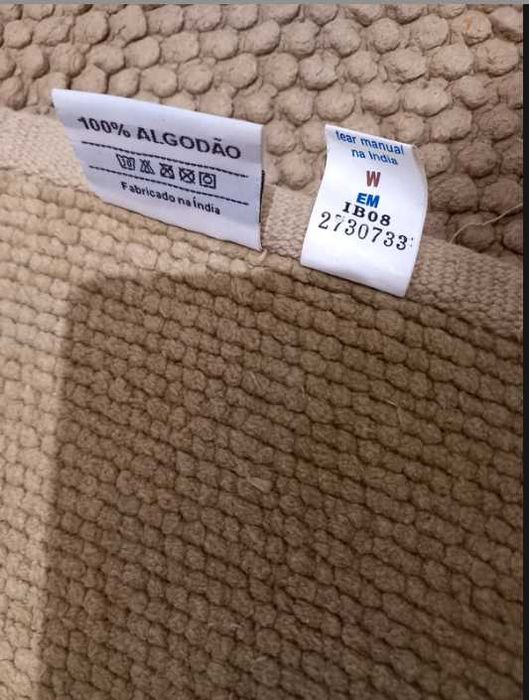 100% ALGODÃO
Fabricado na Índia
tear manual
na Índia
W
EM
IB08
2730733